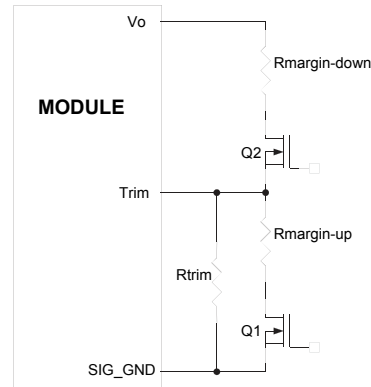 Vo
Rmargin-down
MODULE
Q2
Trim
Rmargin-up
Rtrim
Q1
SIG_GND